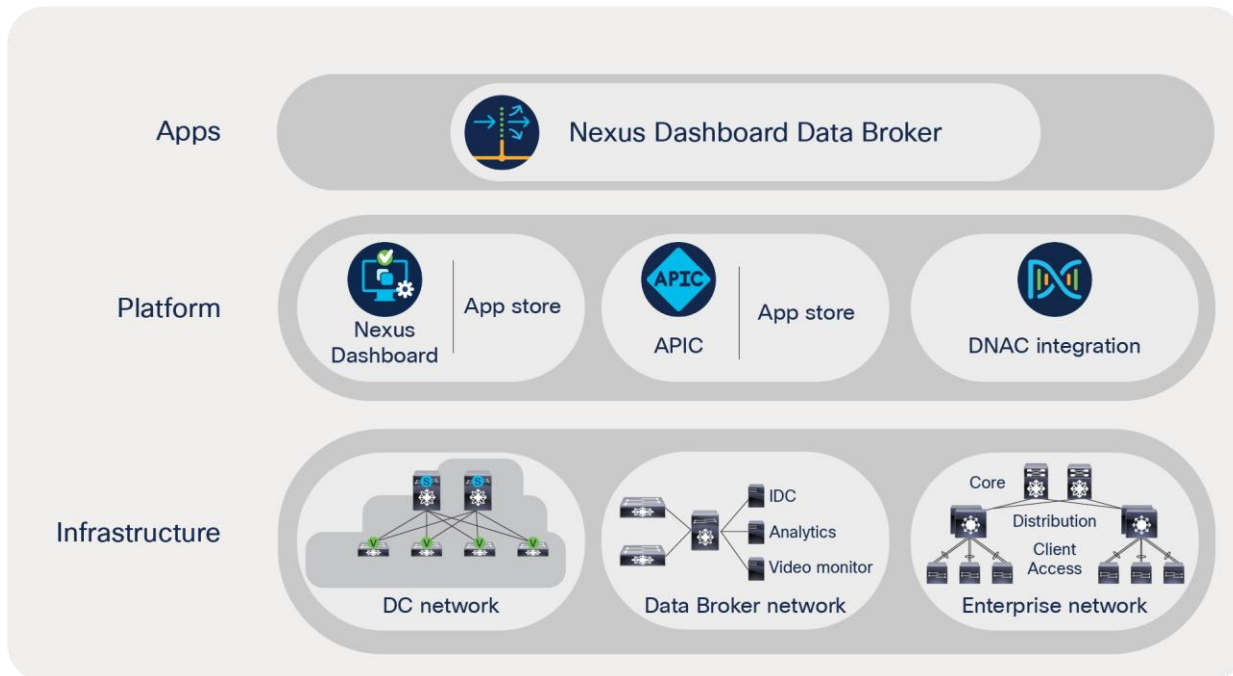 Apps
Nexus Dashboard Data Broker
Platform
Nexus
Dashboard
App store
APIC
APIC
App store
DNAC integration
Infrastructure
S
S
V
V
V
V
DC network
IDC
Analytics
Video monitor
Data Broker network
Core
Distribution
Client
Access
Enterprise network